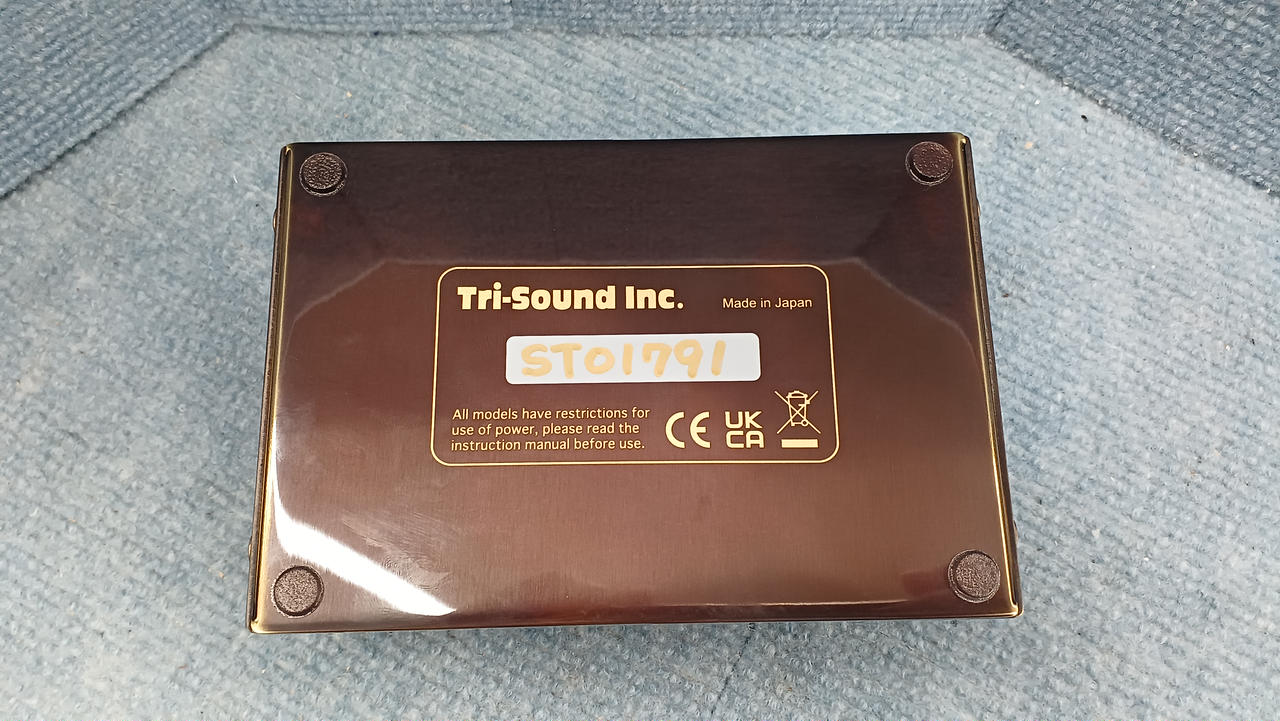 Tri-Sound Inc.
Made in Japan
ST01791
All models have restrictions for
use of power, please read the
instruction manual before use.
CE
UK
CA